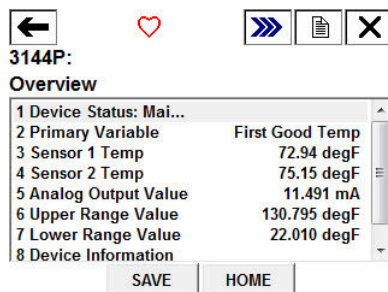 3144P:
Overview
1 Device Status: Mai...
2 Primary Variable First Good Temp
3 Sensor 1 Temp 72.94 degF
4 Sensor 2 Temp 75.15 degF
5 Analog Output Value 11.491 mA
6 Upper Range Value 130.795 degF
7 Lower Range Value 22.010 degF
8 Device Information
SAVE HOME